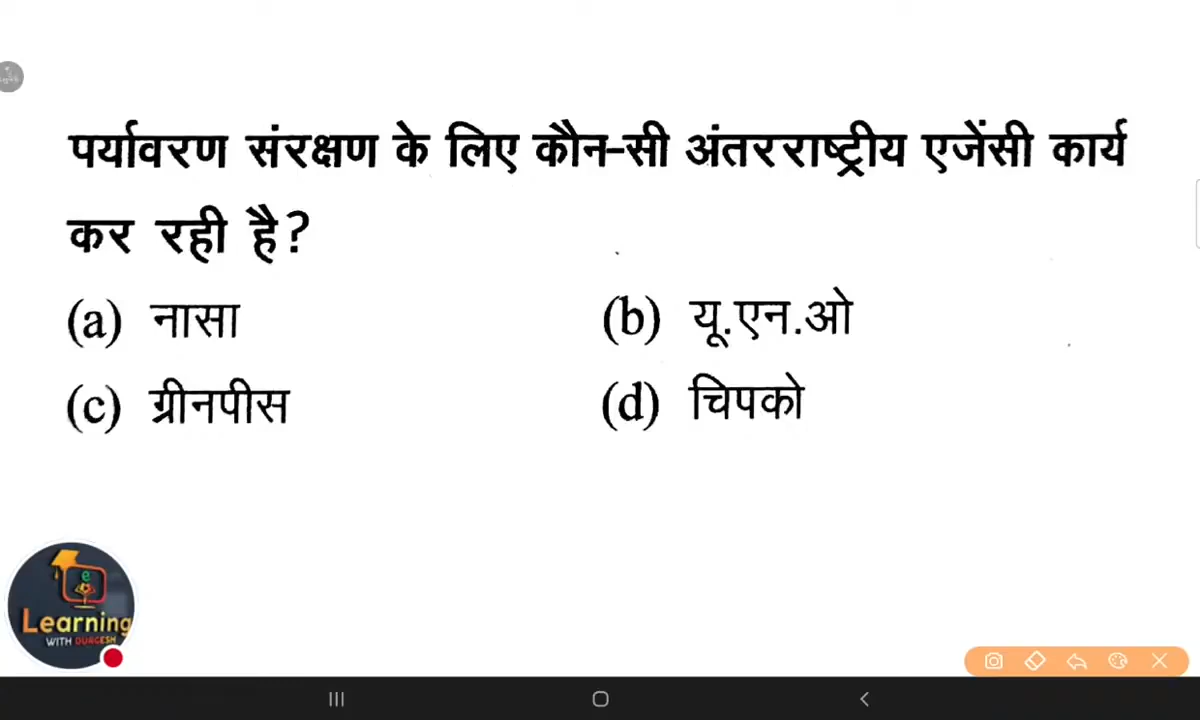 पर्यावरण संरक्षण के लिए कौन-सी अंतरराष्ट्रीय एजेंसी कार्य
कर रही है?
(a) नासा (b) यू.एन.ओ
(c) ग्रीनपीस (d) चिपको
e
Learning
WITH DURGESH